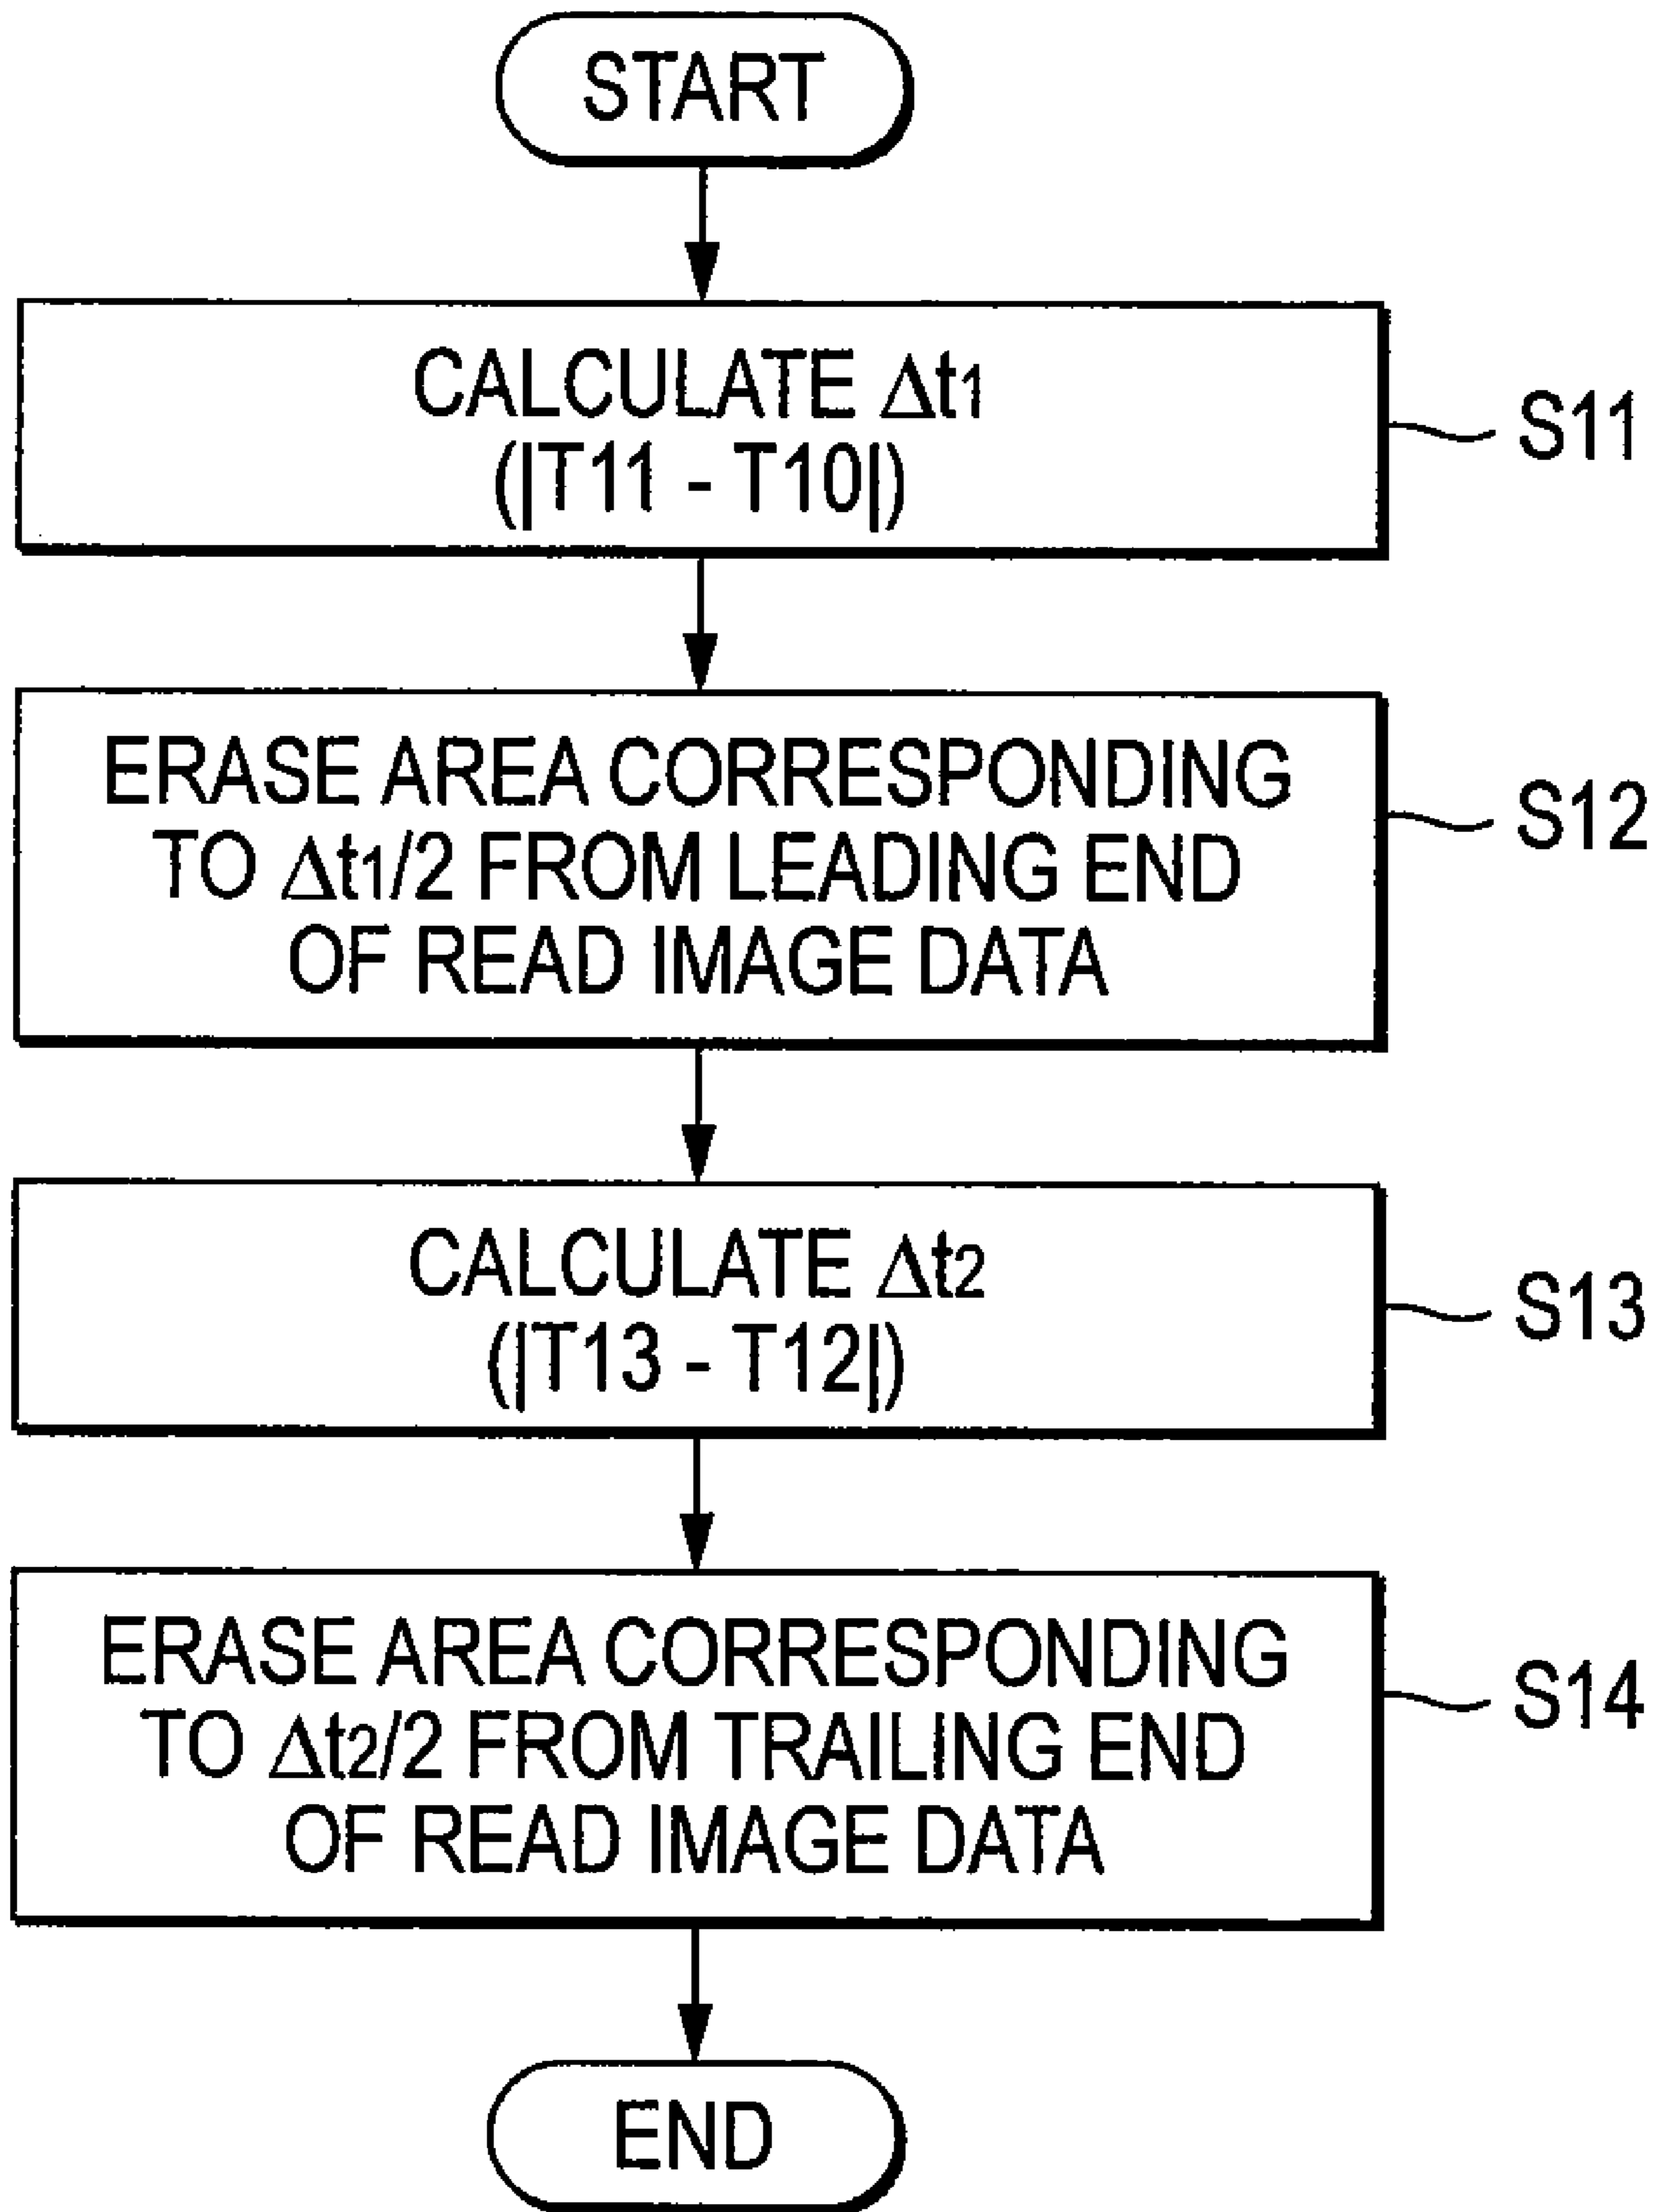 START
CALCULATE Δt1
(|T11 - T10|)
S11
ERASE AREA CORRESPONDING
TO Δt1/2 FROM LEADING END
OF READ IMAGE DATA
S12
CALCULATE Δt2
(|T13 - T12|)
S13
ERASE AREA CORRESPONDING
TO Δt2/2 FROM TRAILING END
OF READ IMAGE DATA
S14
END